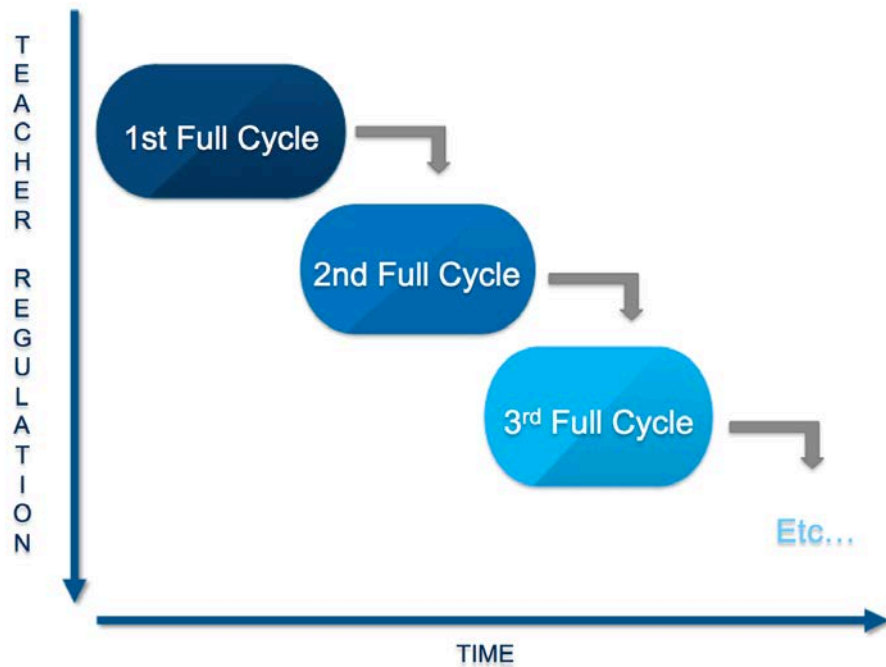 TEACHER REGULATION
1st Full Cycle
2nd Full Cycle
3rd Full Cycle
Etc...
TIME